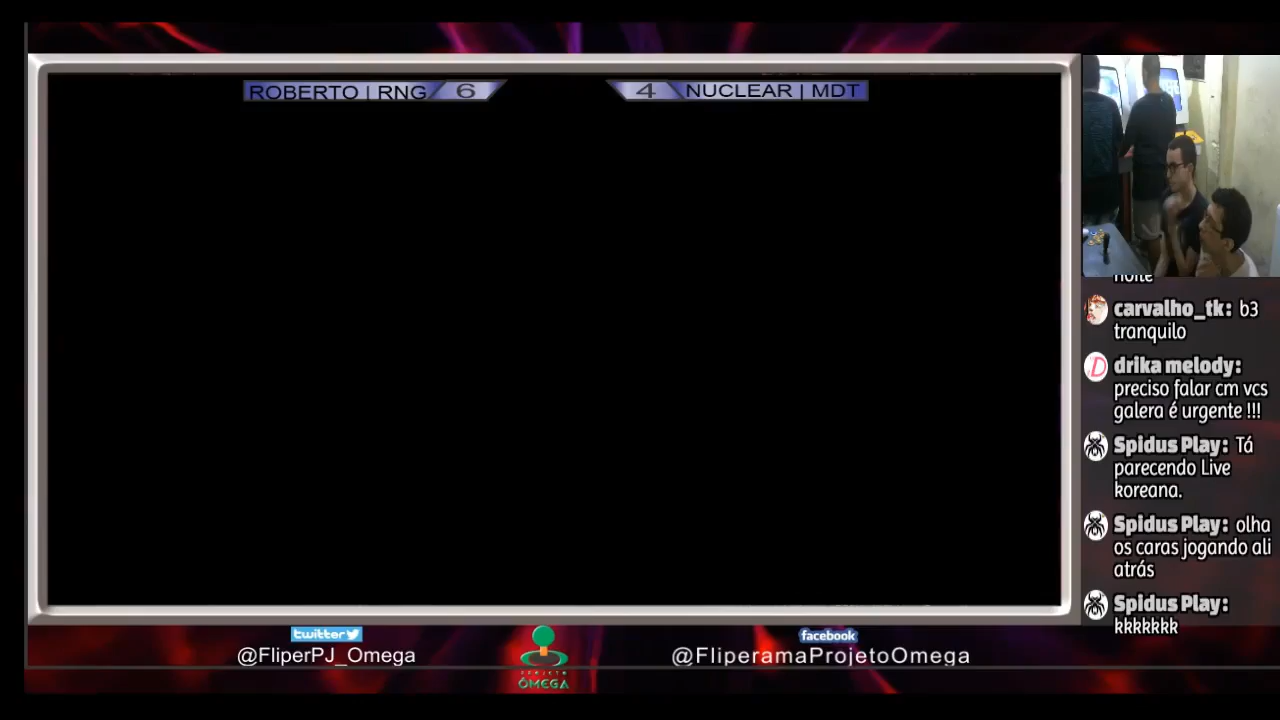 ROBERTO | RNG 6
4 NUCLEAR | MDT
noite
carvalho_tk: b3
tranquilo
drika melody:
preciso falar cm vcs
galera é urgente !!!
Spidus Play: Tá
parecendo Live
koreana.
Spidus Play: olha
os caras jogando ali
atrás
Spidus Play:
kkkkkkk
twitter
@FliperPJ_Omega
PROJETO
ÔMEGA
facebook
@FliperamaProjetoOmega